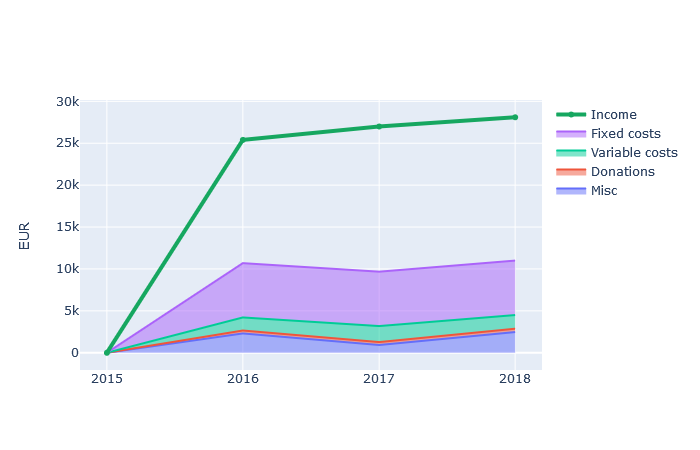 30k
25k
20k
15k
10k
5k
0
EUR
2015 2016 2017 2018
Income
Fixed costs
Variable costs
Donations
Misc